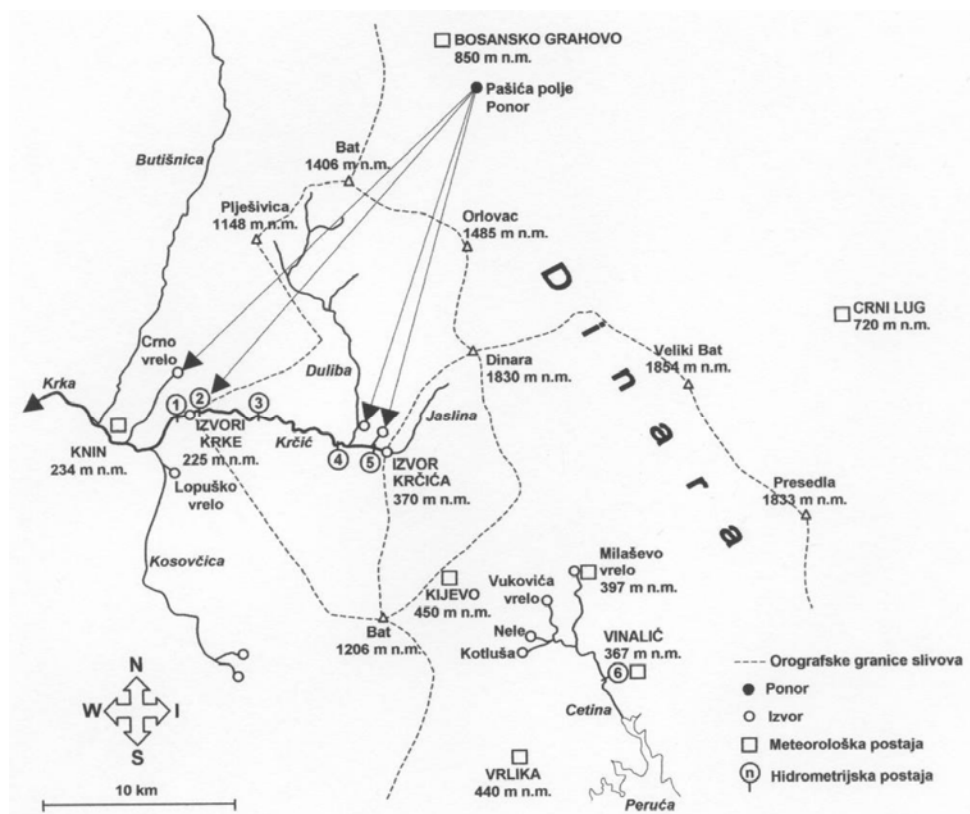 BOSANSKO GRAHOVO
850 m n.m.
Pašića polje
Ponor
Butišnica
Bat
1406 m n.m.
Plješivica
1148 m n.m.
Orlovac
1485 m n.m.
Dinara
CRNI LUG
720 m n.m.
Crno
vrelo
Duliba
Dinara
1830 m n.m.
Veliki Bat
1854 m n.m.
Krka
Jaslina
1
2
3
IZVORI
KRKE
225 m n.m.
Krčić
4
5
KNIN
234 m n.m.
IZVOR
KRČIĆA
370 m n.m.
Lopuško
vrelo
Presedla
1833 m n.m.
Kosovčica
Milaševo
vrelo
397 m n.m.
KIJEVO
450 m n.m.
Vukovića
vrelo
Bat
1206 m n.m.
Nele
Kotluša
VINALIĆ
367 m n.m.
6
Cetina
N
W
I
S
Orografske granice slivova
Ponor
Izvor
Meteorološka postaja
n Hidrometrijska postaja
VRLIKA
440 m n.m.
Peruća
10 km